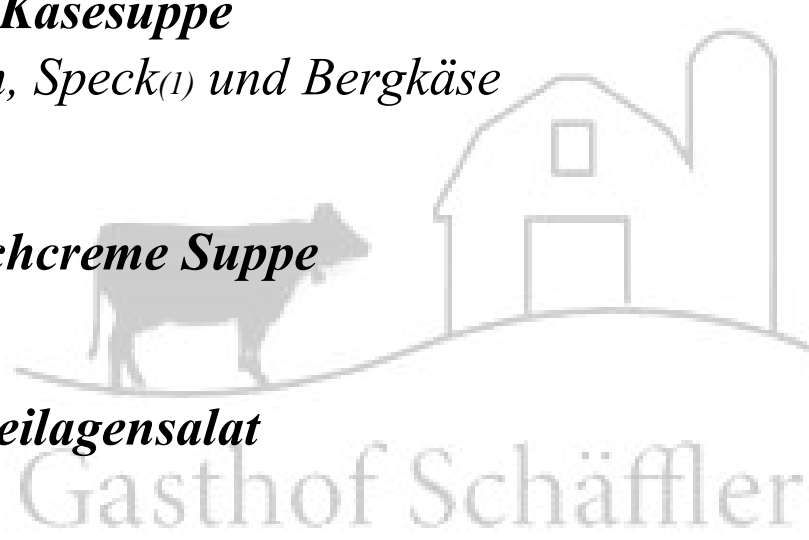 Käsesuppe
n, Speck(1) und Bergkäse
chcreme Suppe
eilagensalat
Gasthof Schäffler